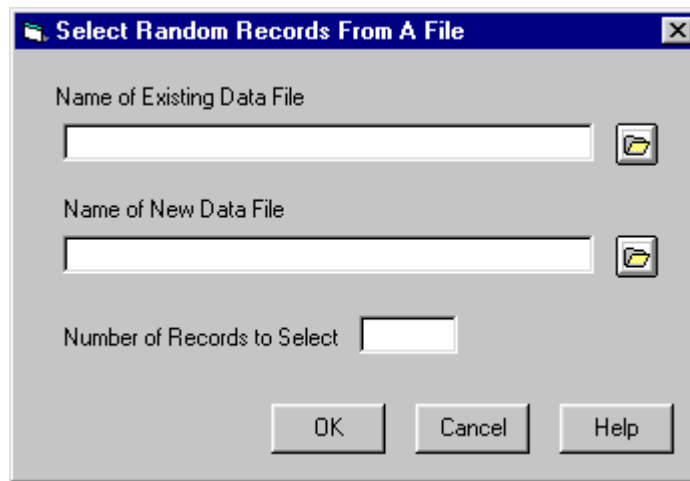 Select Random Records From A File
Name of Existing Data File
Name of New Data File
Number of Records to Select
OK Cancel Help